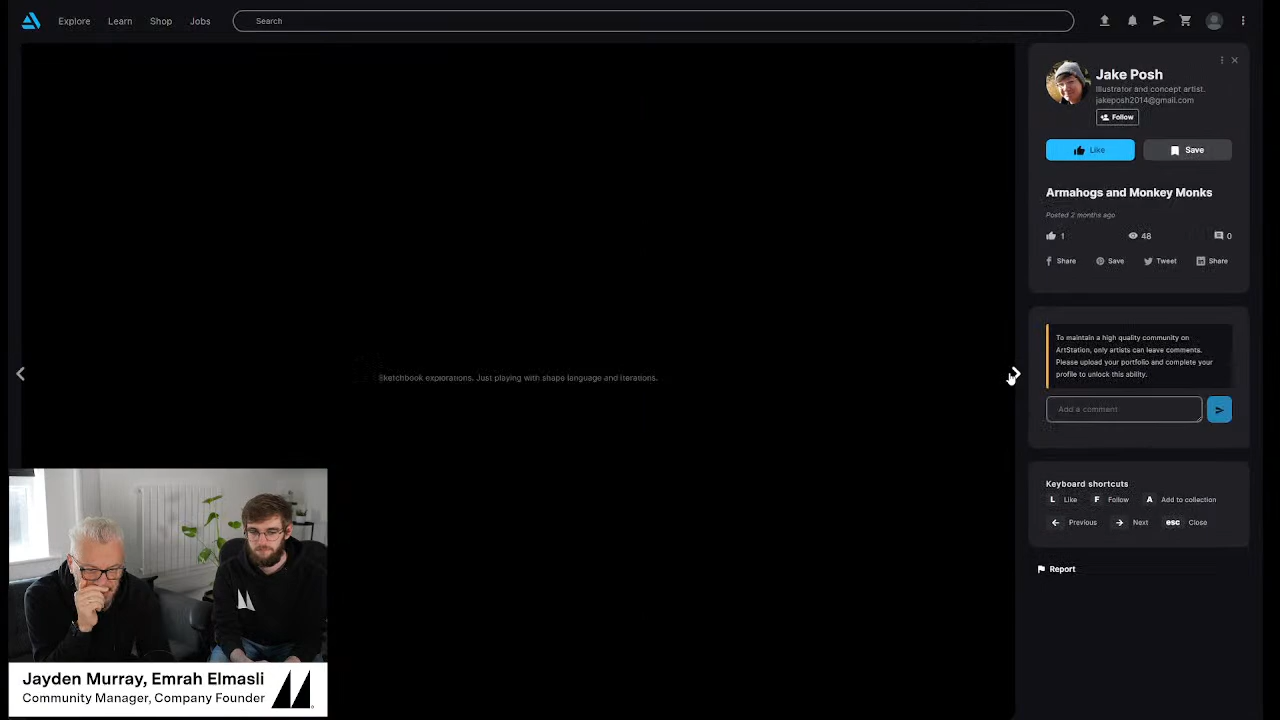 Explore Learn Shop Jobs Search
Jake Posh
Illustrator and concept artist.
jakeposh2014@gmail.com
Follow
Like Save
Armahogs and Monkey Monks
Posted 2 months ago
1 48 0
Share Save Tweet Share
Sketchbook explorations. Just playing with shape language and iterations.
To maintain a high quality community on
ArtStation, only artists can leave comments.
Please upload your portfolio and complete your
profile to unlock this ability.
Add a comment
Keyboard shortcuts
L Like F Follow A Add to collection
← Previous → Next esc Close
Report
Jayden Murray, Emrah Elmasli
Community Manager, Company Founder